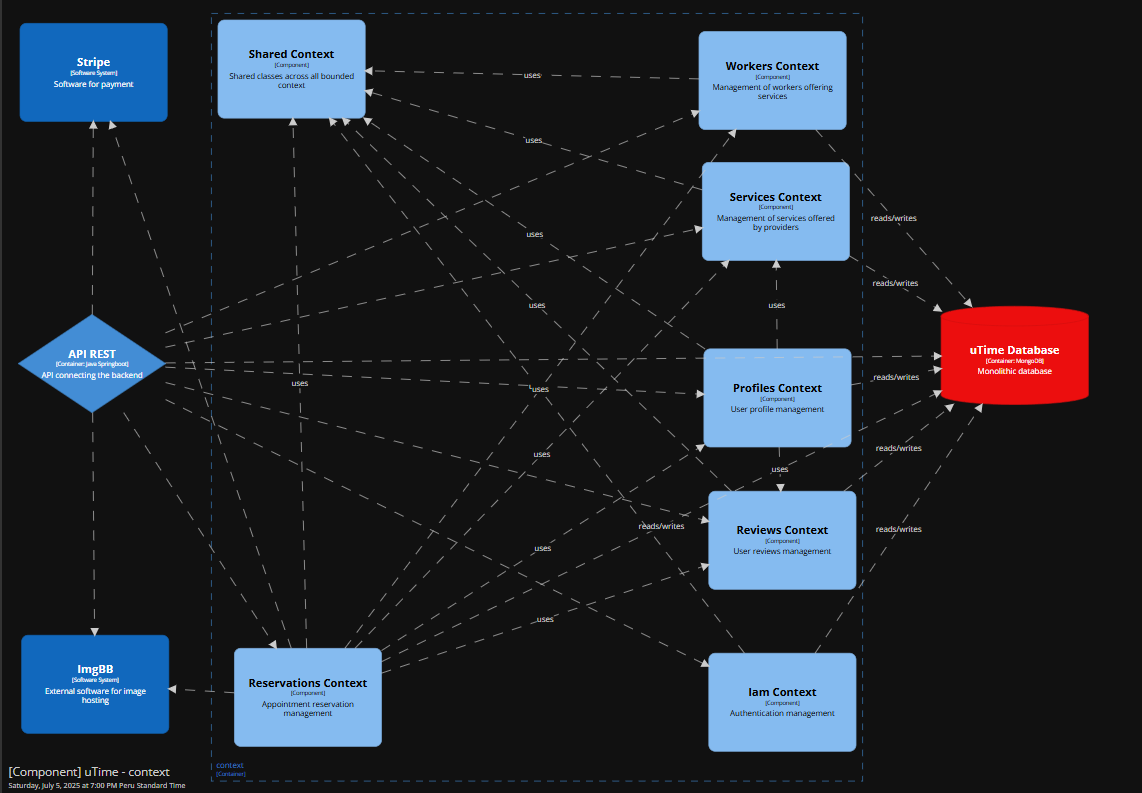 Stripe
[Software System]
Software for payment
Shared Context
[Component]
Shared classes across all bounded
context
Workers Context
[Component]
Management of workers offering
services
uses
uses
Services Context
[Component]
Management of services offered
by providers
reads/writes
uses
reads/writes
uses
uses
API REST
[Container: Java Springboot]
API connecting the backend
uTime Database
[Container: MongoDB]
Monolithic database
uses
uses
Profiles Context
[Component]
User profile management
reads/writes
uses
uses
reads/writes
reads/writes
Reviews Context
[Component]
User reviews management
reads/writes
uses
uses
ImgBB
[Software System]
External software for image
hosting
Reservations Context
[Component]
Appointment reservation
management
Iam Context
[Component]
Authentication management
context
[Container]
[Component] uTime - context
Saturday, July 5, 2025 at 7:00 PM Peru Standard Time